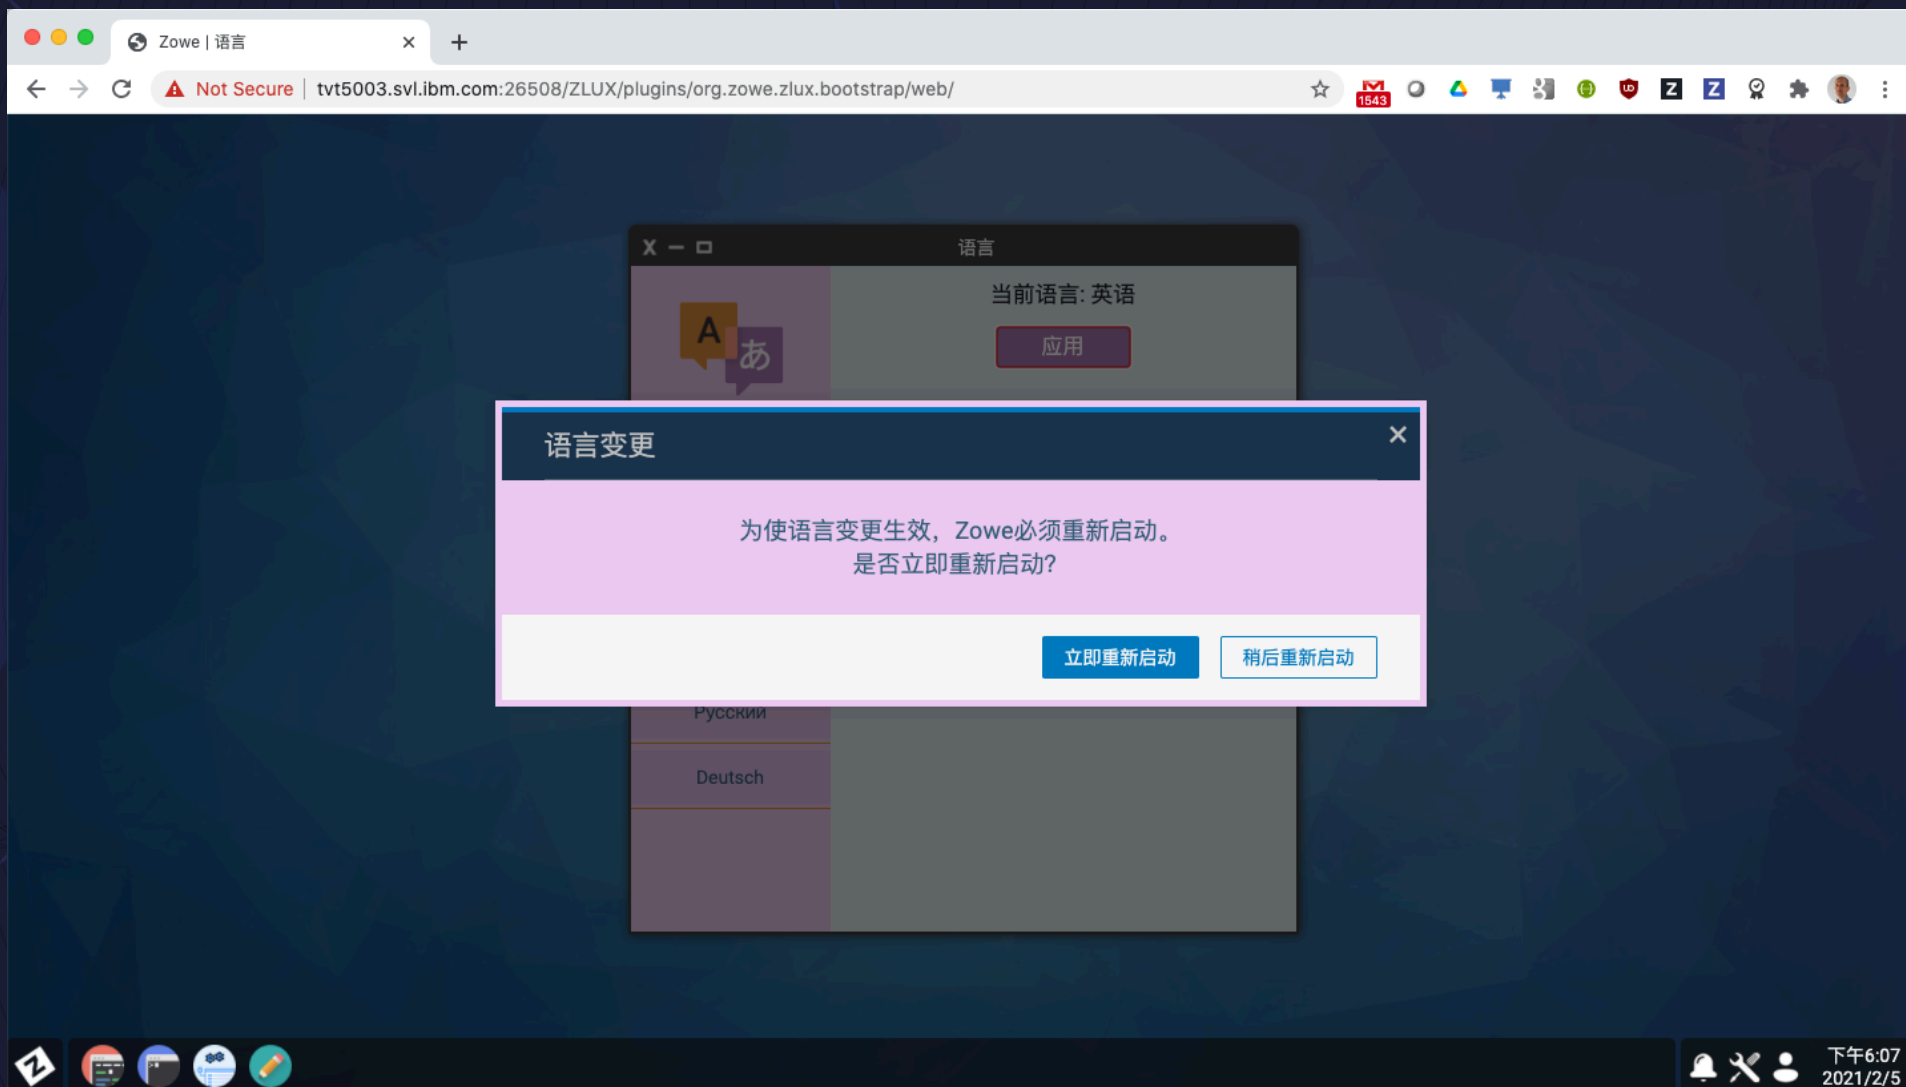 Zowe | 语言
Not Secure
tvt5003.svl.ibm.com:26508/ZLUX/plugins/org.zowe.zlux.bootstrap/web/
1543
语言
当前语言: 英语
A
あ
应用
语言变更
为使语言变更生效，Zowe必须重新启动。
是否立即重新启动?
立即重新启动
稍后重新启动
Русский
Deutsch
下午6:07
2021/2/5